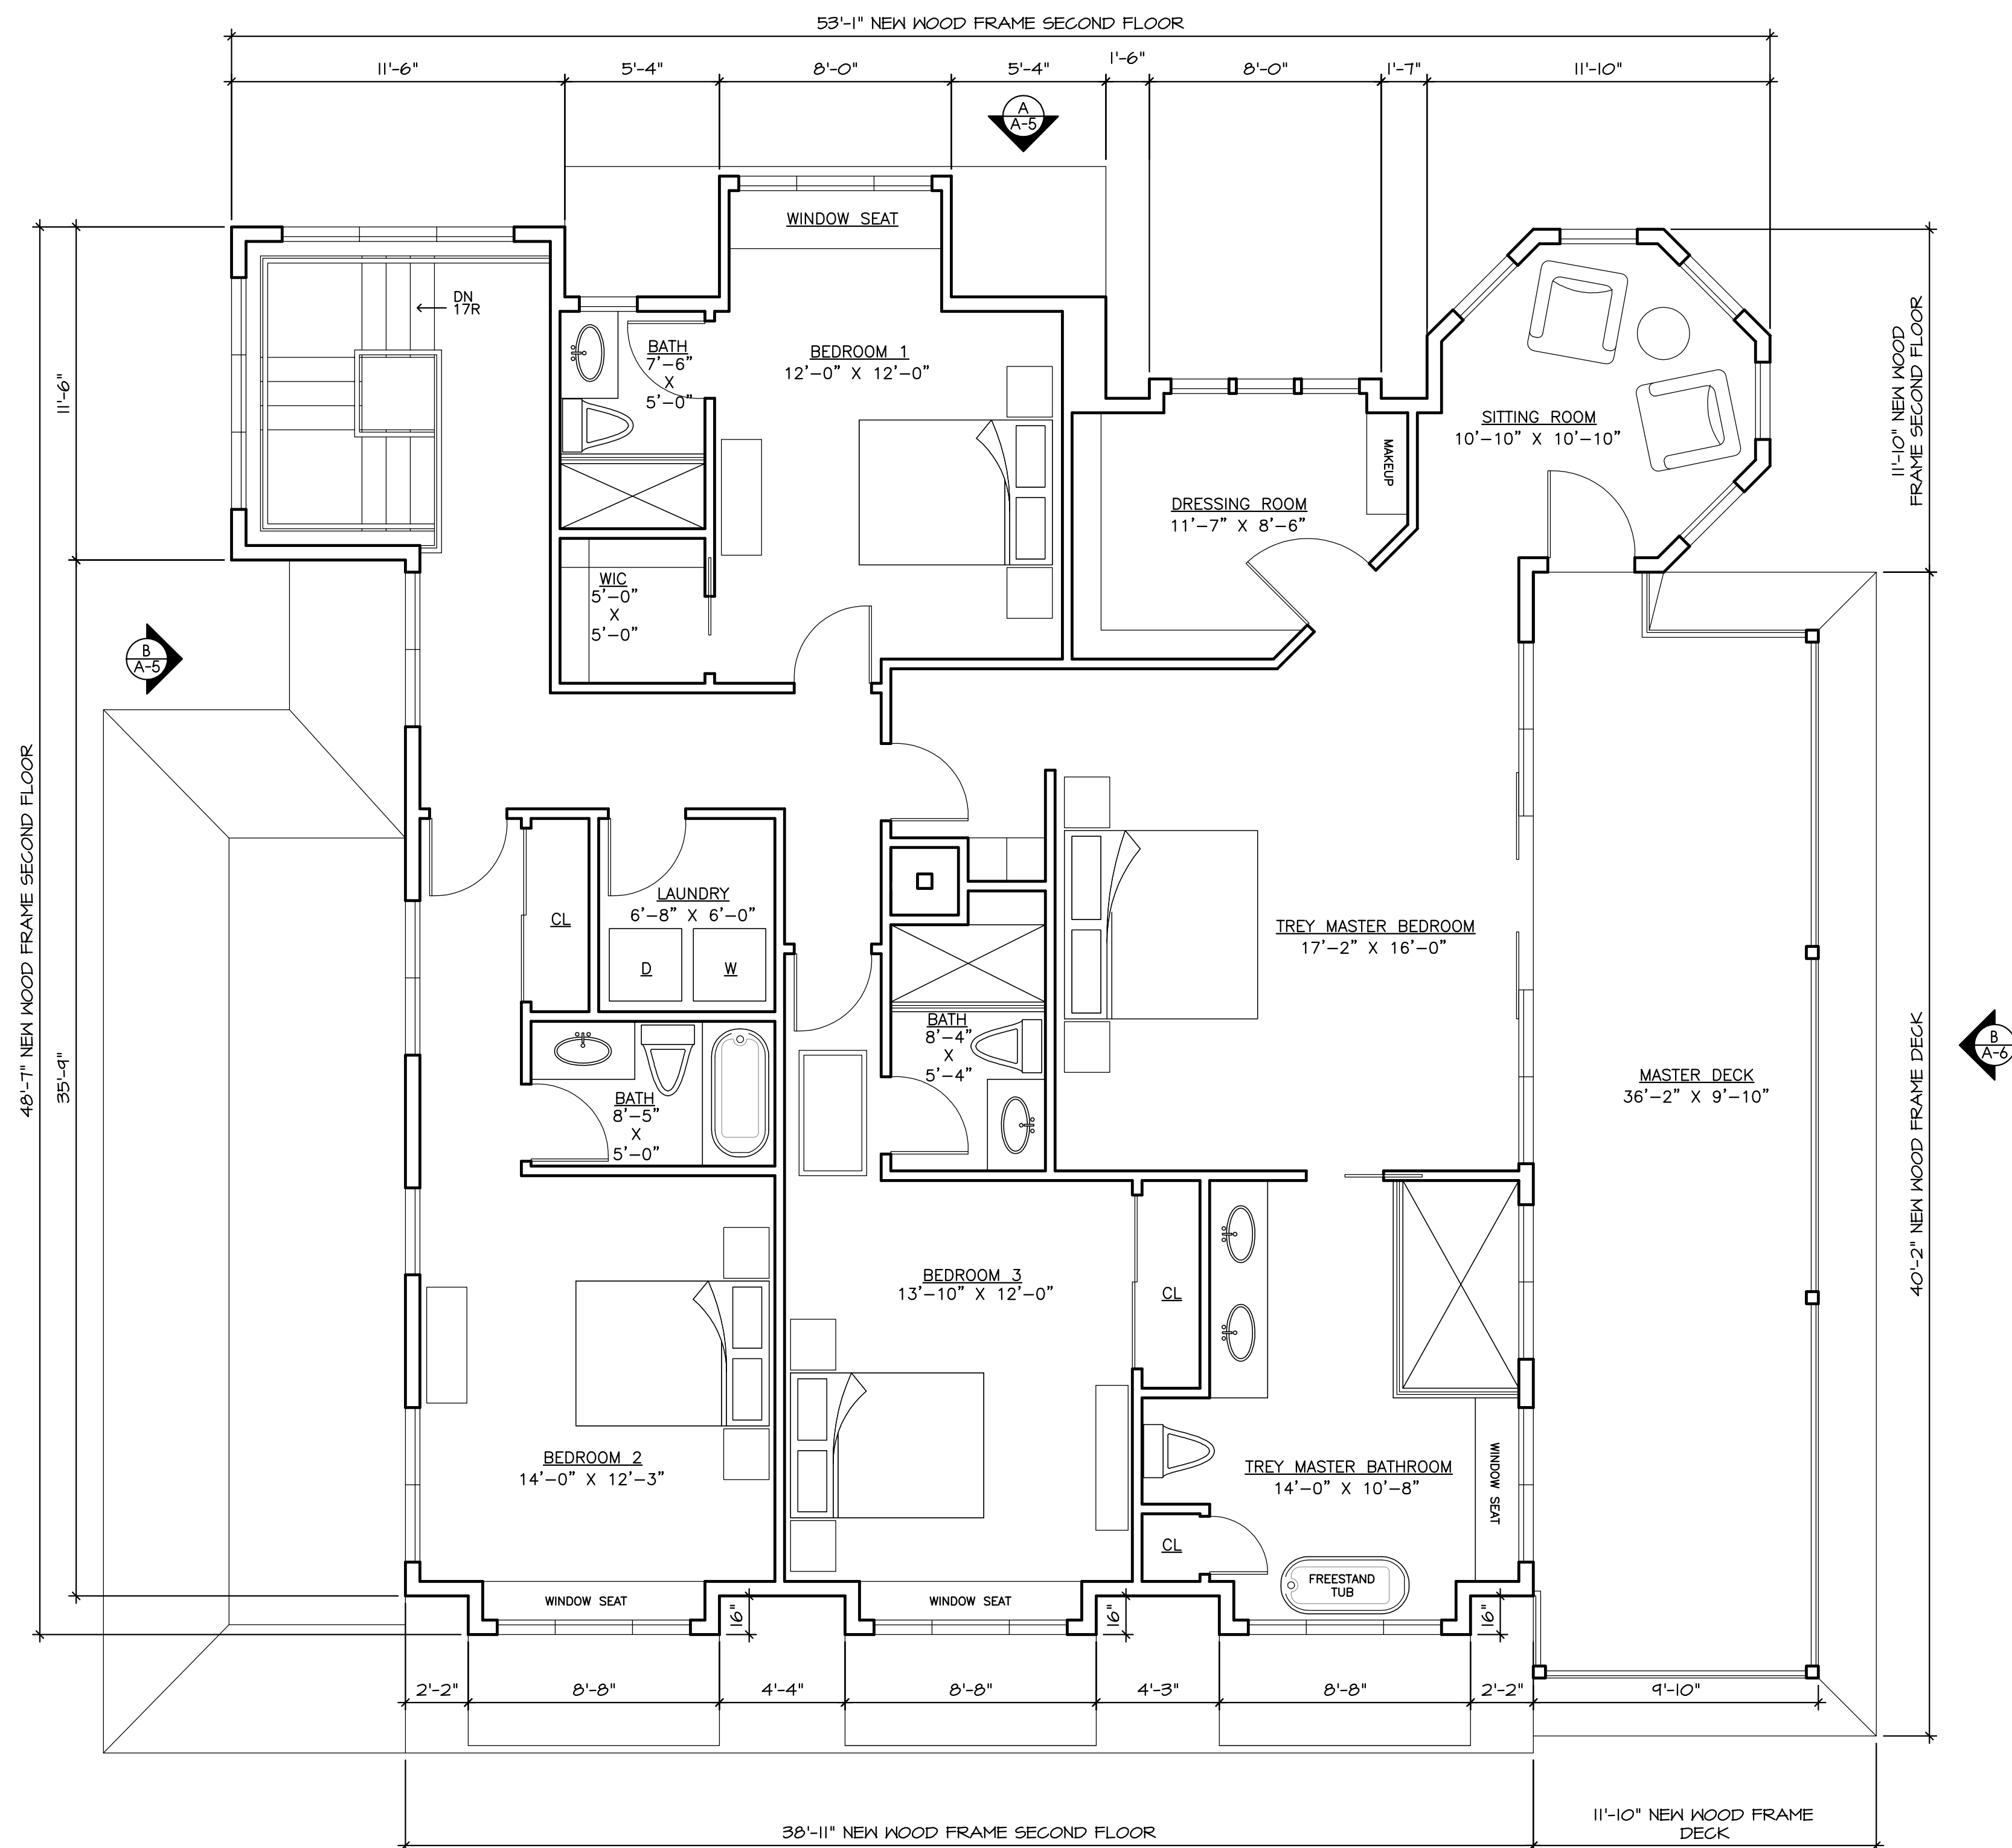 53'-1" NEW WOOD FRAME SECOND FLOOR
11'-6"
5'-4"
8'-0"
5'-4"
1'-6"
8'-0"
1'-7"
11'-10"
A
A-5
WINDOW SEAT
DN
17R
BATH
7'-6"
X
5'-0"
BEDROOM 1
12'-0" X 12'-0"
SITTING ROOM
10'-10" X 10'-10"
MAKEUP
DRESSING ROOM
11'-7" X 8'-6"
11'-10" NEW WOOD
FRAME SECOND FLOOR
11'-6"
WIC
5'-0"
X
5'-0"
B
A-5
48'-7" NEW WOOD FRAME SECOND FLOOR
35'-9"
CL
LAUNDRY
6'-8" X 6'-0"
D
W
TREY MASTER BEDROOM
17'-2" X 16'-0"
BATH
8'-4"
X
5'-4"
BATH
8'-5"
X
5'-0"
MASTER DECK
36'-2" X 9'-10"
40'-2" NEW WOOD FRAME DECK
B
A-6
BEDROOM 3
13'-10" X 12'-0"
CL
BEDROOM 2
14'-0" X 12'-3"
TREY MASTER BATHROOM
14'-0" X 10'-8"
WINDOW SEAT
CL
FREESTAND
TUB
WINDOW SEAT
WINDOW SEAT
16"
16"
16"
2'-2"
8'-8"
4'-4"
8'-8"
4'-3"
8'-8"
2'-2"
9'-10"
38'-11" NEW WOOD FRAME SECOND FLOOR
11'-10" NEW WOOD FRAME
DECK